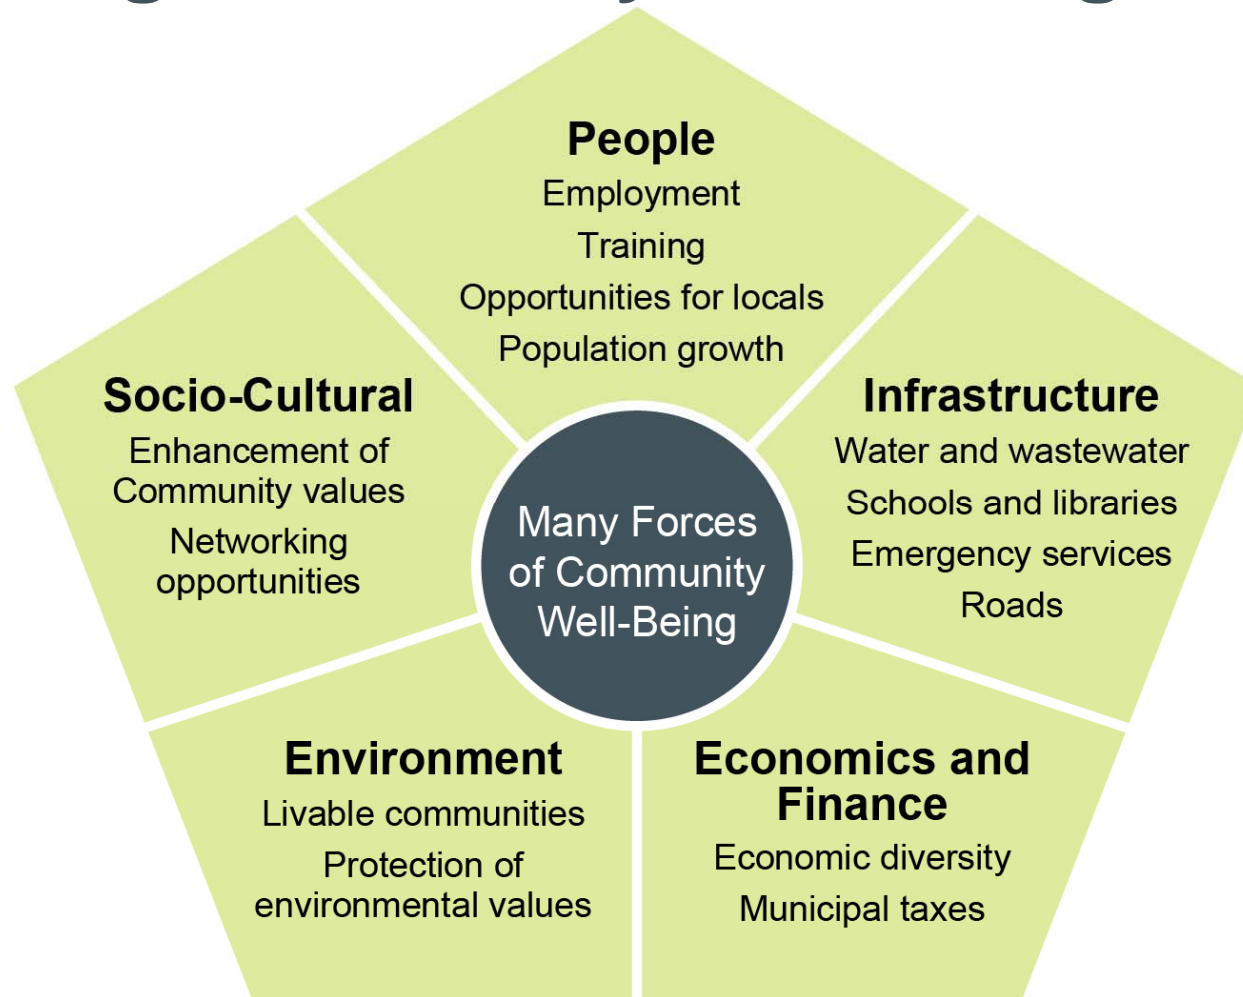 People
Employment
Training
Opportunities for locals
Population growth
Socio-Cultural
Enhancement of
Community values
Networking
opportunities
Infrastructure
Water and wastewater
Schools and libraries
Emergency services
Roads
Many Forces
of Community
Well-Being
Environment
Livable communities
Protection of
environmental values
Economics and
Finance
Economic diversity
Municipal taxes